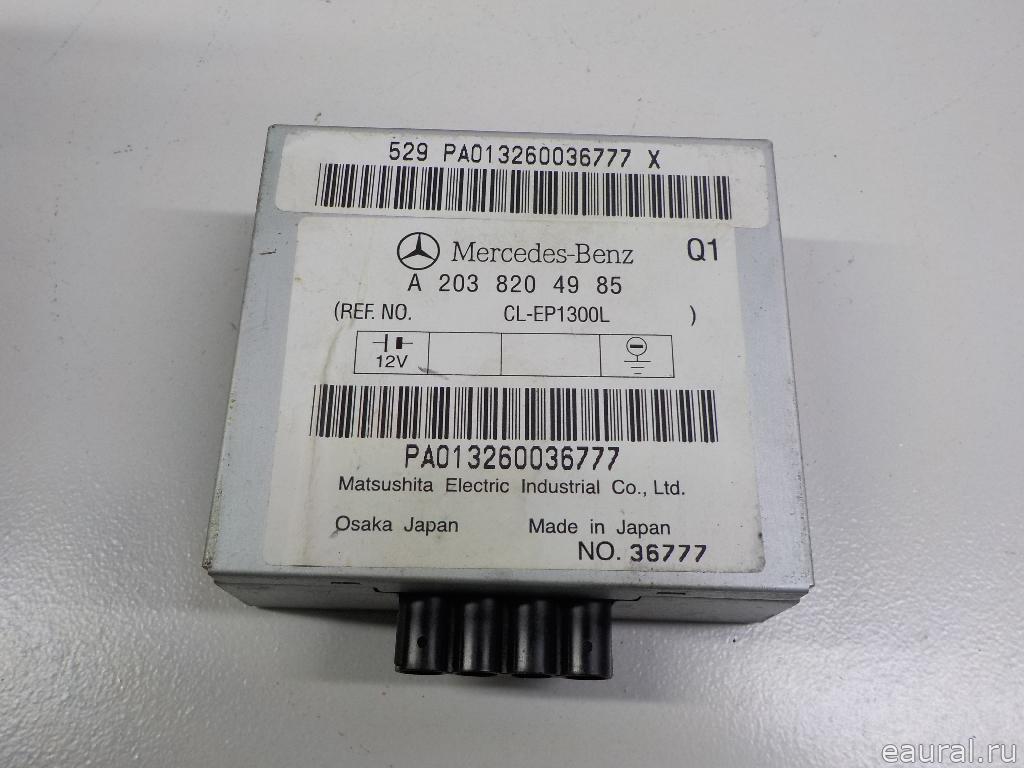 529 PA013260036777 X
Mercedes-Benz Q1
A 203 820 49 85
(REF. NO. CL-EP1300L )
12V
PA013260036777
Matsushita Electric Industrial Co., Ltd.
Osaka Japan Made in Japan
NO. 36777
eaural.ru